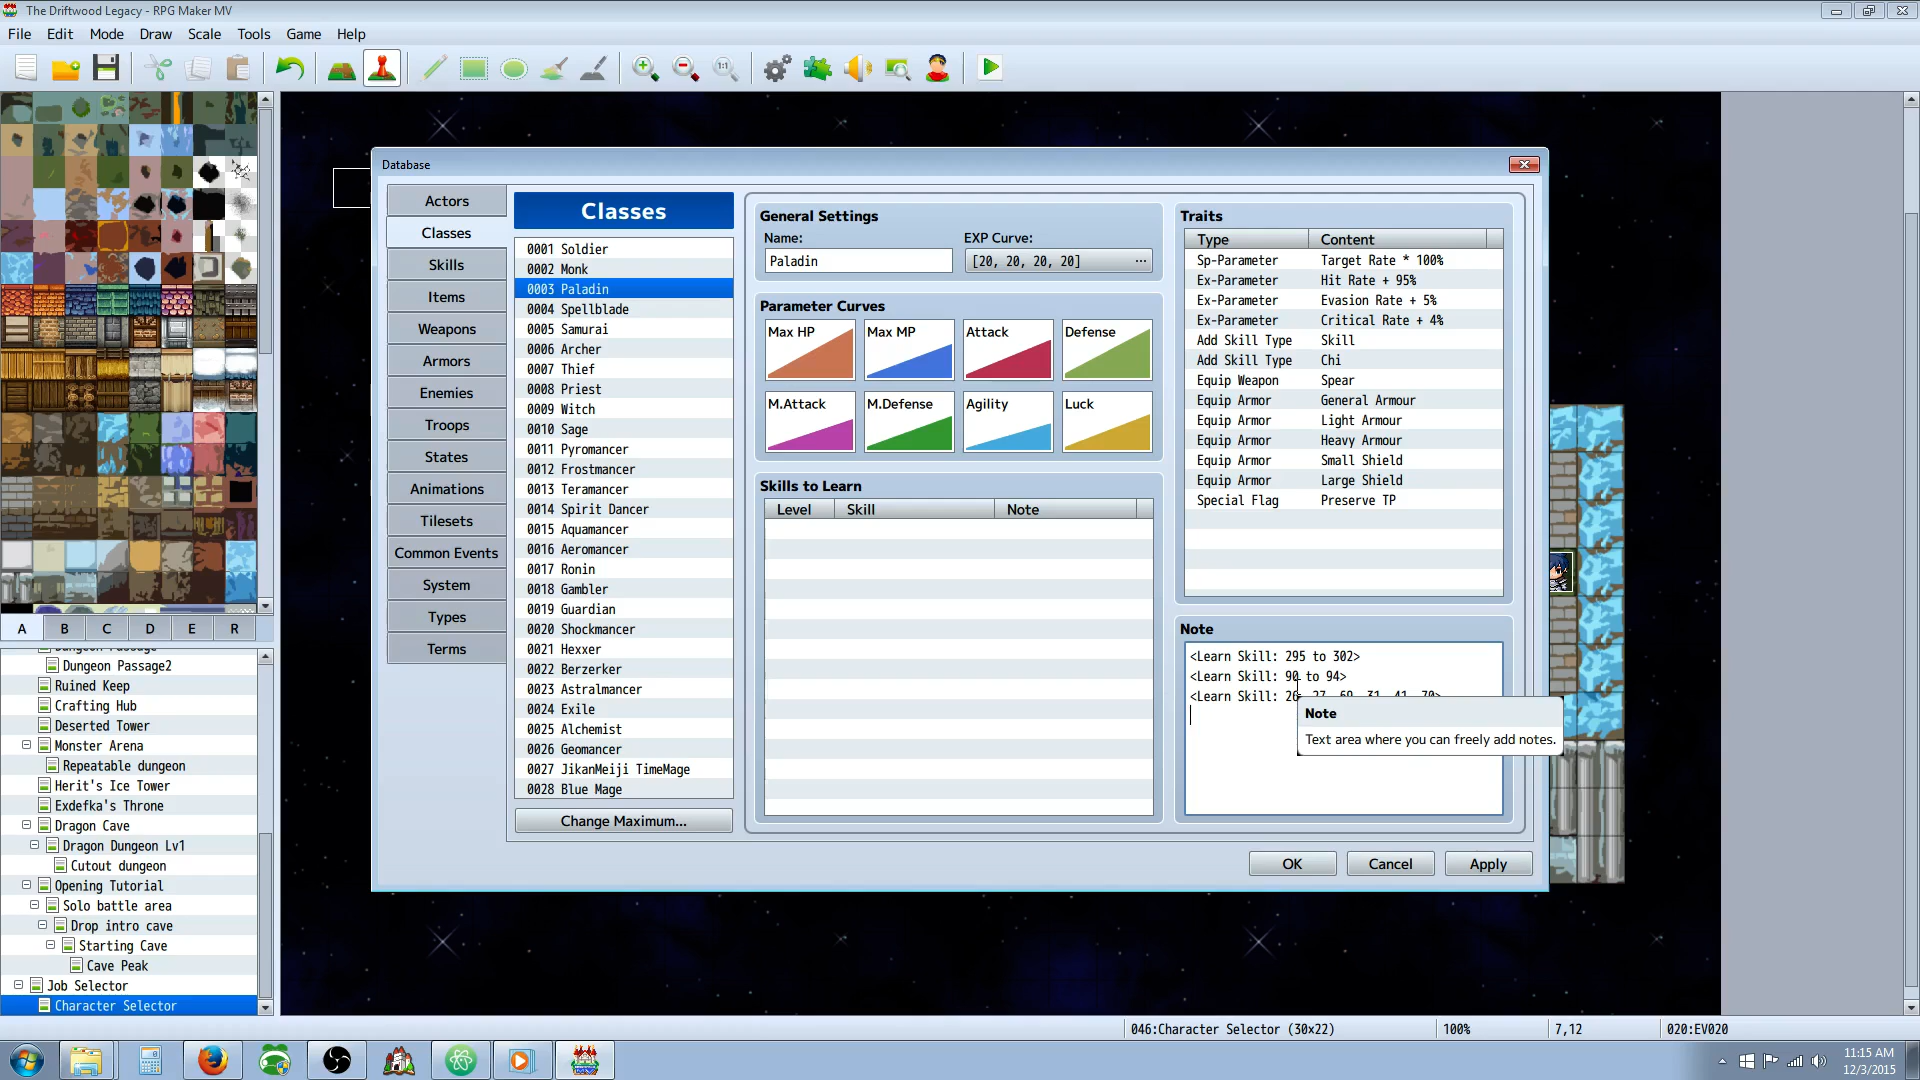 The Driftwood Legacy - RPG Maker MV
File Edit Mode Draw Scale Tools Game Help
1:1
Database
Actors
Classes
Skills
Items
Weapons
Armors
Enemies
Troops
States
Animations
Tilesets
Common Events
System
Types
Terms
Classes
0001 Soldier
0002 Monk
0003 Paladin
0004 Spellblade
0005 Samurai
0006 Archer
0007 Thief
0008 Priest
0009 Witch
0010 Sage
0011 Pyromancer
0012 Frostmancer
0013 Teramancer
0014 Spirit Dancer
0015 Aquamancer
0016 Aeromancer
0017 Ronin
0018 Gambler
0019 Guardian
0020 Shockmancer
0021 Hexxer
0022 Berzerker
0023 Astralmancer
0024 Exile
0025 Alchemist
0026 Geomancer
0027 JikanMeiji TimeMage
0028 Blue Mage
Change Maximum...
General Settings
Name: EXP Curve:
Paladin [20, 20, 20, 20] ...
Parameter Curves
Max HP Max MP Attack Defense
M.Attack M.Defense Agility Luck
Skills to Learn
Level Skill Note
Traits
Type Content
Sp-Parameter Target Rate * 100%
Ex-Parameter Hit Rate + 95%
Ex-Parameter Evasion Rate + 5%
Ex-Parameter Critical Rate + 4%
Add Skill Type Skill
Add Skill Type Chi
Equip Weapon Spear
Equip Armor General Armour
Equip Armor Light Armour
Equip Armor Heavy Armour
Equip Armor Small Shield
Equip Armor Large Shield
Special Flag Preserve TP
Note
<Learn Skill: 295 to 302>
<Learn Skill: 90 to 94>
<Learn Skill: 26, 27, 69, 31, 41, 70>
Note
Text area where you can freely add notes.
OK Cancel Apply
A B C D E R
Dungeon Passage
Dungeon Passage2
Ruined Keep
Crafting Hub
Deserted Tower
Monster Arena
Repeatable dungeon
Herit's Ice Tower
Exdefka's Throne
Dragon Cave
Dragon Dungeon Lv1
Cutout dungeon
Opening Tutorial
Solo battle area
Drop intro cave
Starting Cave
Cave Peak
Job Selector
Character Selector
046:Character Selector (30x22) 100% 7,12 020:EV020
11:15 AM
12/3/2015